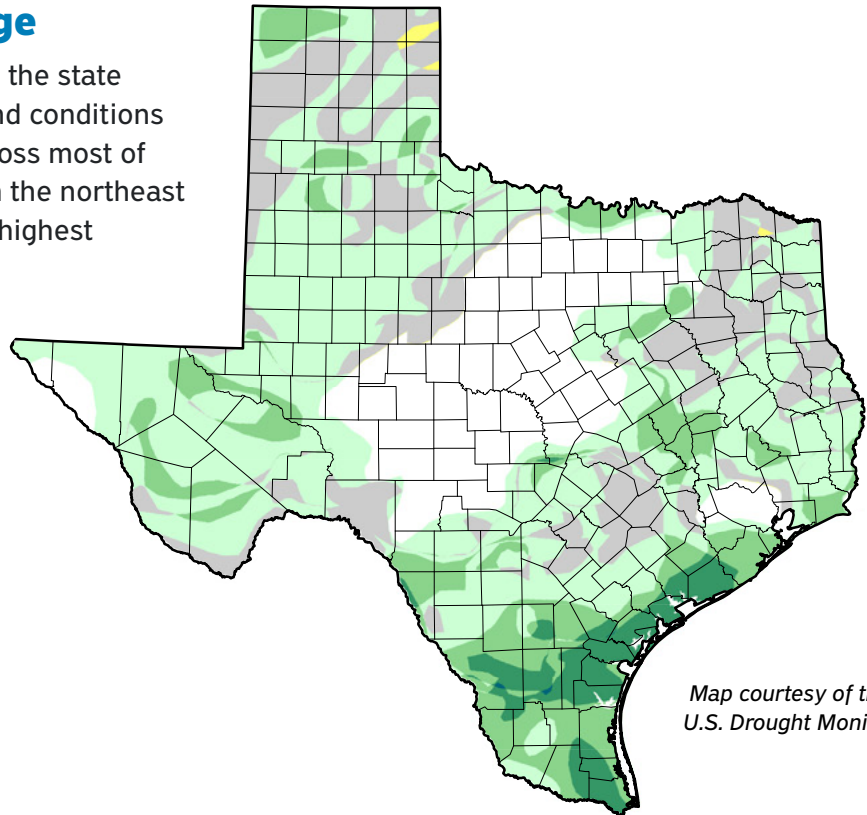 ge
the state
nd conditions
oss most of
the northeast
highest
Map courtesy of t
U.S. Drought Moni